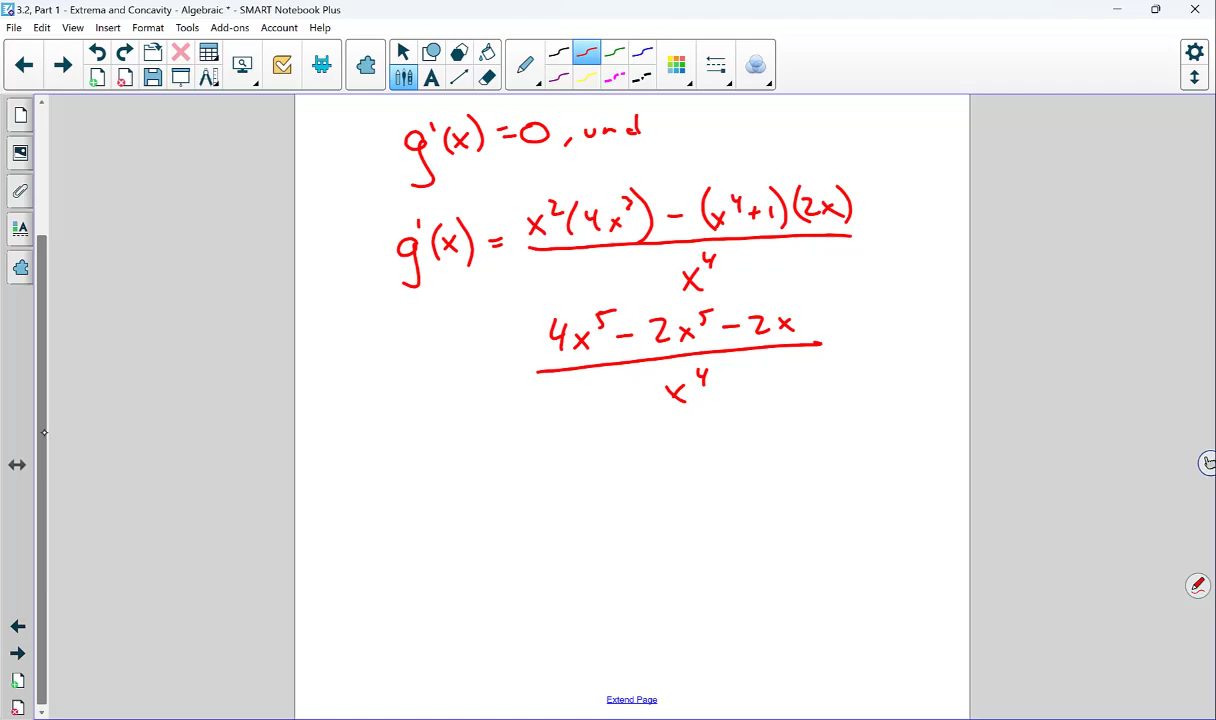 3.2, Part 1 - Extrema and Concavity - Algebraic * - SMART Notebook Plus
File Edit View Insert Format Tools Add-ons Account Help
g'(x) = 0, und
g'(x) = (x²(4x³) - (x⁴+1)(2x)) / x⁴
(4x⁵ - 2x⁵ - 2x) / x⁴
Extend Page